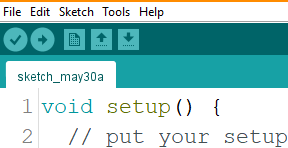 File Edit Sketch Tools Help
sketch_may30a
1 void setup() {
2 // put your setup